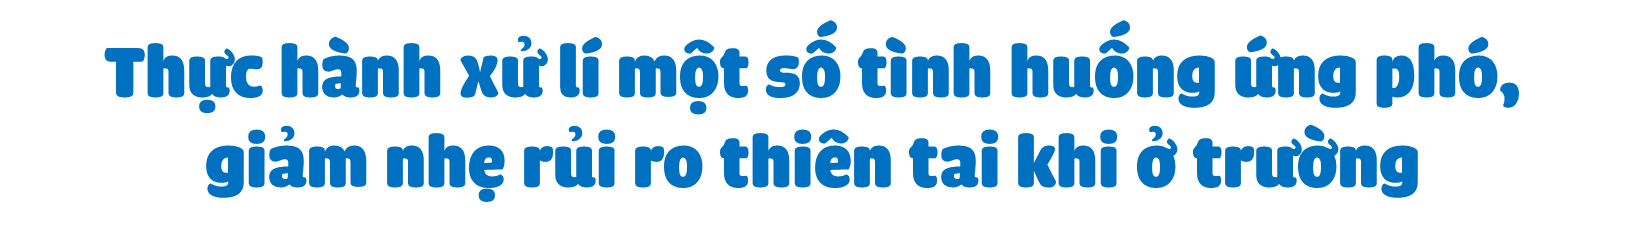 Thực hành xử lí một số tình huống ứng phó,
giảm nhẹ rủi ro thiên tai khi ở trường